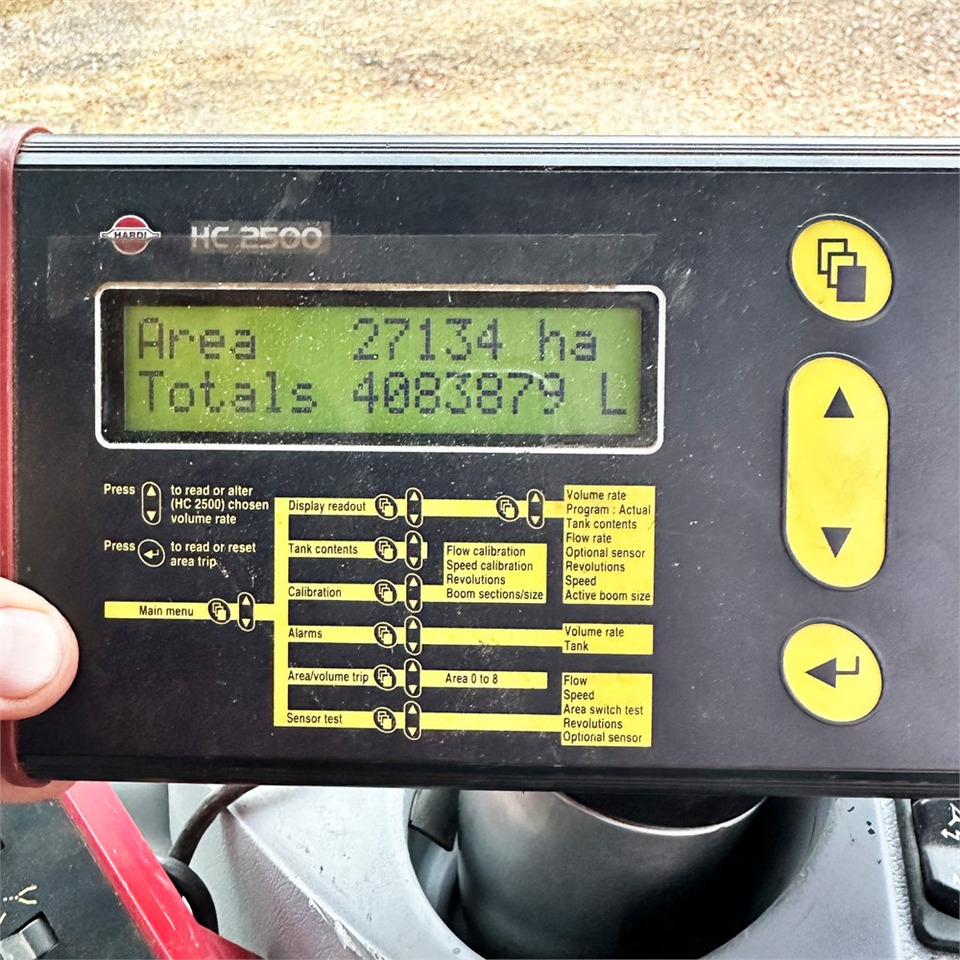 HARDI
HC 2500
Area 27134 ha
Totals 4083879 L
Press to read or alter
(HC 2500) chosen
volume rate
Press to read or reset
area trip
Main menu
Display readout
Volume rate
Program : Actual
Tank contents
Flow rate
Optional sensor
Revolutions
Speed
Active boom size
Tank contents
Calibration
Flow calibration
Speed calibration
Revolutions
Boom sections/size
Alarms
Volume rate
Tank
Area/volume trip
Area 0 to 8
Sensor test
Flow
Speed
Area switch test
Revolutions
Optional sensor